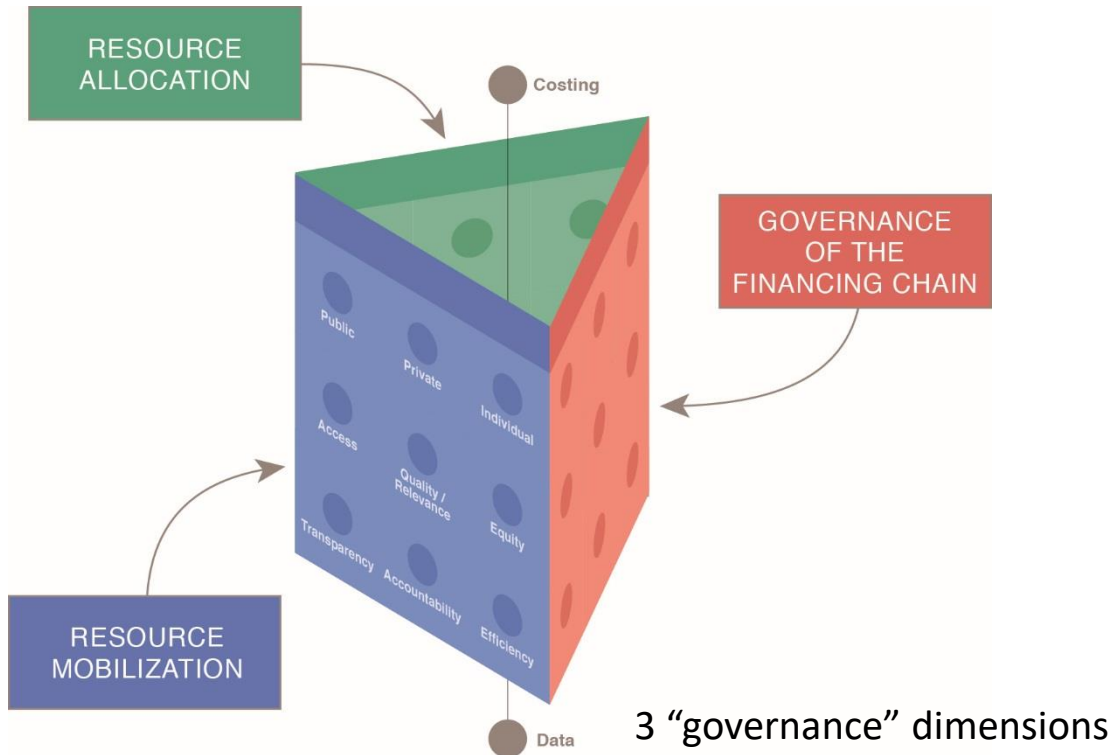 RESOURCE
ALLOCATION
Costing
GOVERNANCE
OF THE
FINANCING CHAIN
Public
Private
Individual
Access
Quality /
Relevance
Equity
Transparency
Accountability
Efficiency
RESOURCE
MOBILIZATION
Data
3 “governance” dimensions